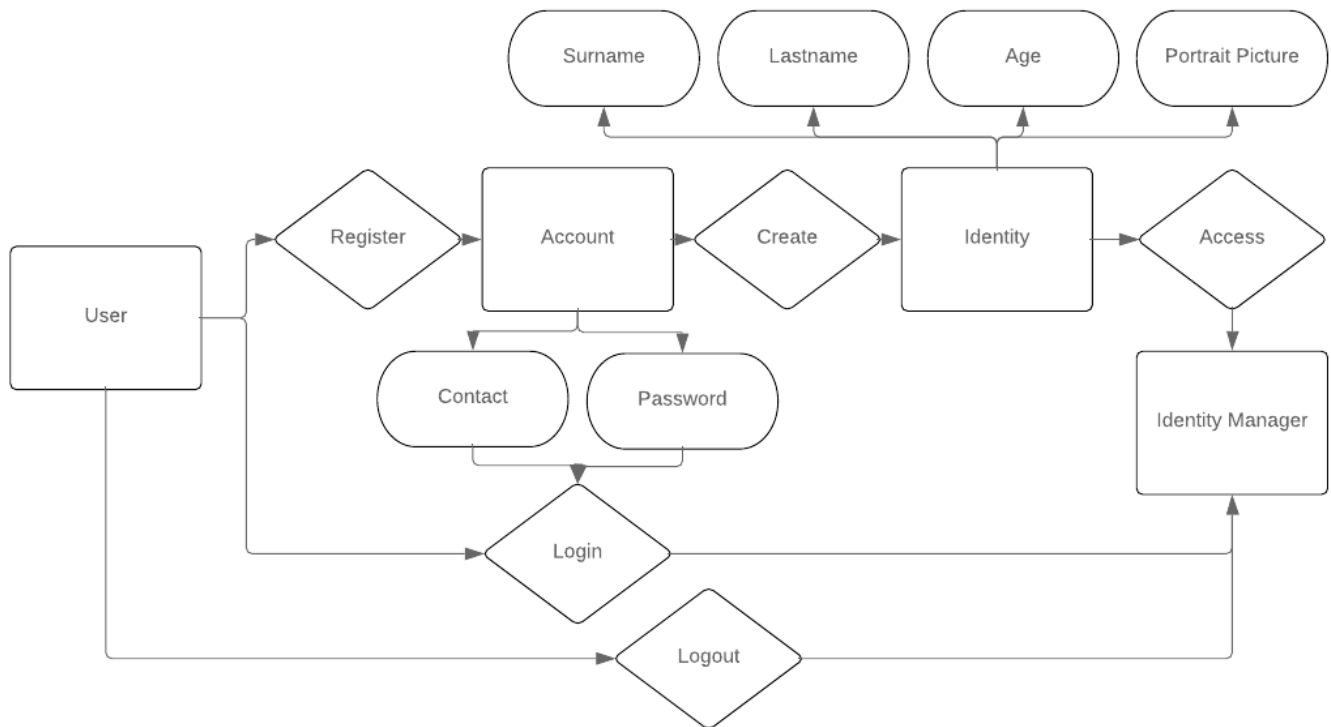 Surname
Lastname
Age
Portrait Picture
Register
Account
Create
Identity
Access
User
Contact
Password
Identity Manager
Login
Logout